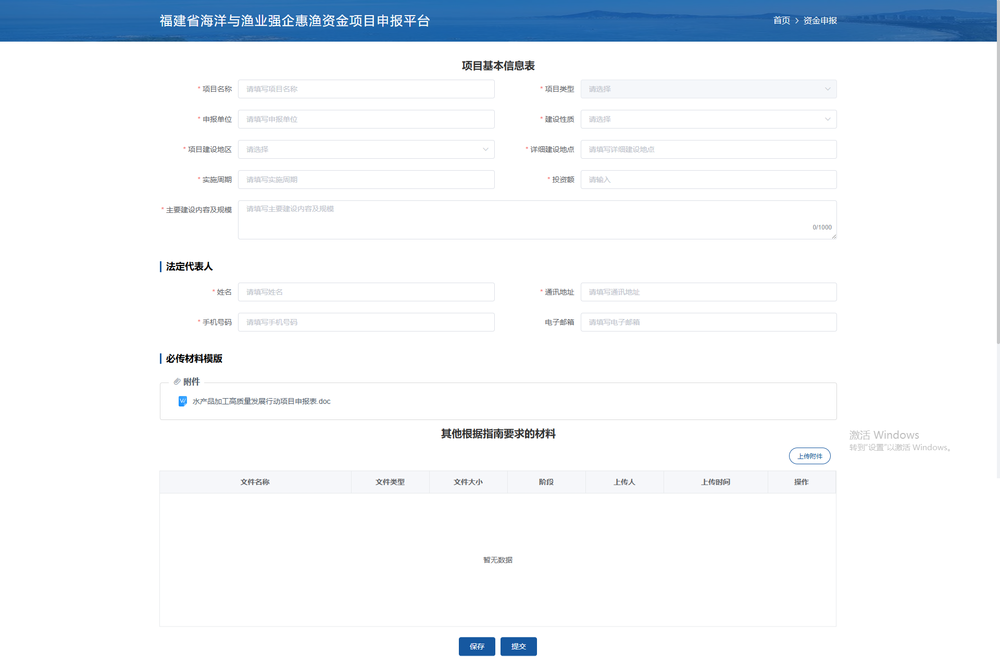 福建省海洋与渔业强企惠渔资金项目申报平台
首页 > 资金申报
项目基本信息表
* 项目名称 请填写项目名称 * 项目类型 请选择
* 申报单位 请填写申报单位 * 建设性质 请选择
* 项目建设地区 请选择 * 详细建设地点 请填写详细建设地点
* 实施周期 请填写实施周期 * 投资额 请输入
* 主要建设内容及规模 请填写主要建设内容及规模
0/1000
法定代表人
* 姓名 请填写姓名 * 通讯地址 请填写通讯地址
* 手机号码 请填写手机号码 电子邮箱 请填写电子邮箱
必传材料模版
附件
水产品加工高质量发展行动项目申报表.doc
其他根据指南要求的材料
激活 Windows
转到“设置”以激活 Windows。
上传附件
文件名称 文件类型 文件大小 阶段 上传人 上传时间 操作
暂无数据
保存 提交